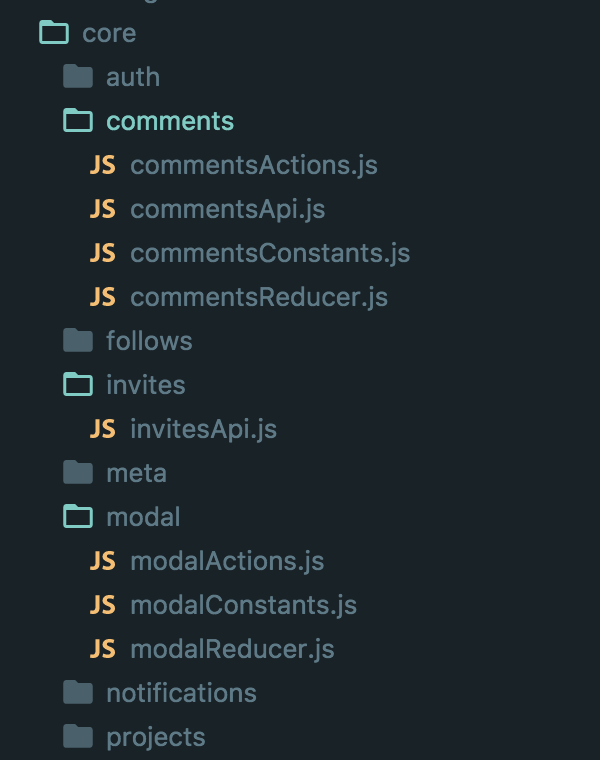 core
auth
comments
JS commentsActions.js
JS commentsApi.js
JS commentsConstants.js
JS commentsReducer.js
follows
invites
JS invitesApi.js
meta
modal
JS modalActions.js
JS modalConstants.js
JS modalReducer.js
notifications
projects